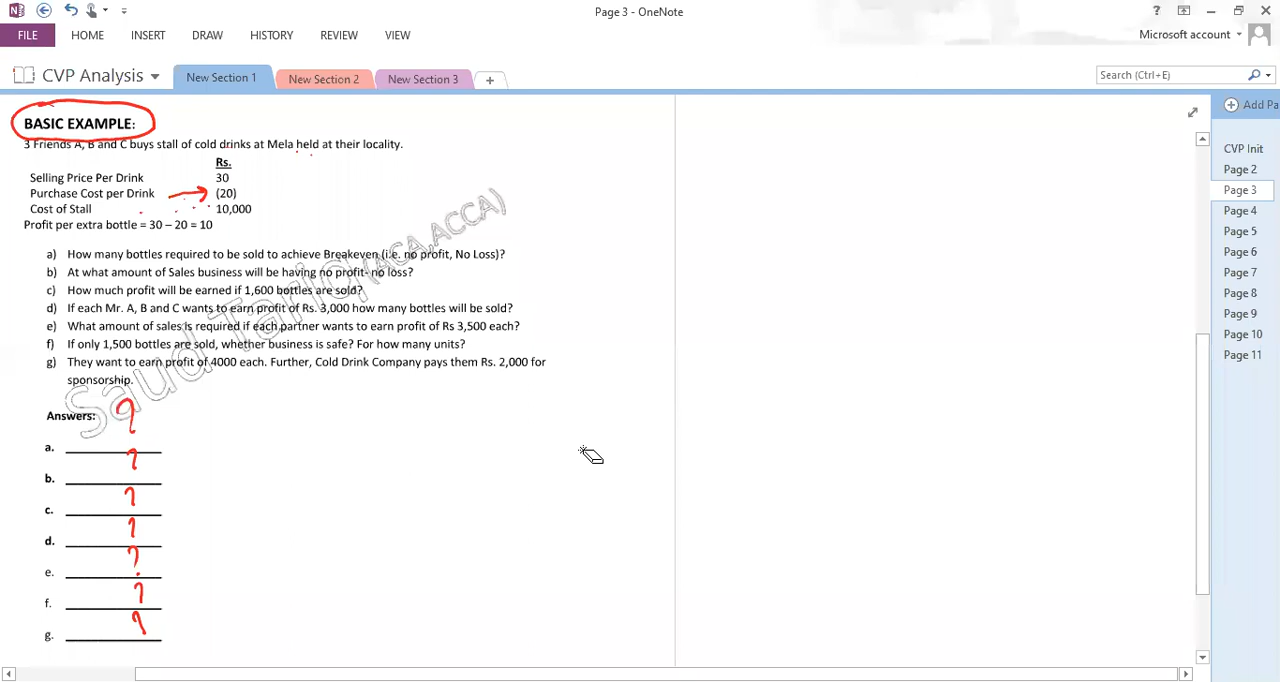 Page 3 - OneNote
FILE HOME INSERT DRAW HISTORY REVIEW VIEW
Microsoft account
CVP Analysis New Section 1 New Section 2 New Section 3 +
Search (Ctrl+E)
Add Pa
CVP Init
Page 2
Page 3
Page 4
Page 5
Page 6
Page 7
Page 8
Page 9
Page 10
Page 11
BASIC EXAMPLE:
3 Friends A, B and C buys stall of cold drinks at Mela held at their locality.
Rs.
Selling Price Per Drink 30
Purchase Cost per Drink (20)
Cost of Stall 10,000
Profit per extra bottle = 30 – 20 = 10
a) How many bottles required to be sold to achieve Breakeven (i.e. no profit, No Loss)?
b) At what amount of Sales business will be having no profit- no loss?
c) How much profit will be earned if 1,600 bottles are sold?
d) If each Mr. A, B and C wants to earn profit of Rs. 3,000 how many bottles will be sold?
e) What amount of sales is required if each partner wants to earn profit of Rs 3,500 each?
f) If only 1,500 bottles are sold, whether business is safe? For how many units?
g) They want to earn profit of 4000 each. Further, Cold Drink Company pays them Rs. 2,000 for
sponsorship.
Saud Tariq (ACA,ACCA)
Answers: ?
a. ?
b. ?
c. ?
d. ?
e. ?
f. ?
g.